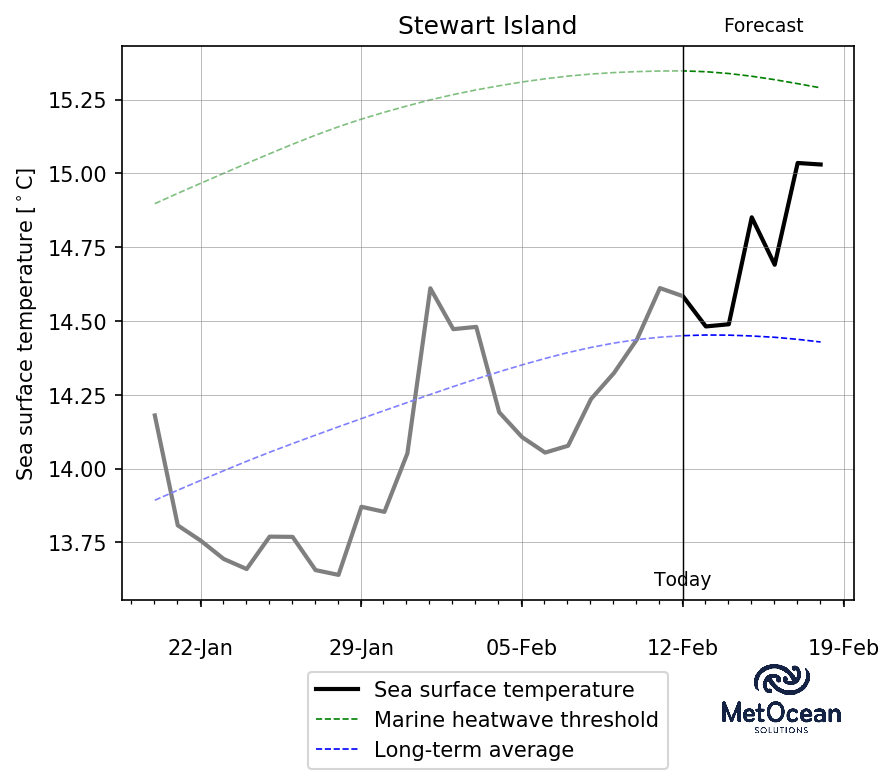 Stewart Island
Forecast
Sea surface temperature [°C]
15.25
15.00
14.75
14.50
14.25
14.00
13.75
Today
22-Jan 29-Jan 05-Feb 12-Feb 19-Feb
Sea surface temperature
Marine heatwave threshold
Long-term average
MetOcean
SOLUTIONS